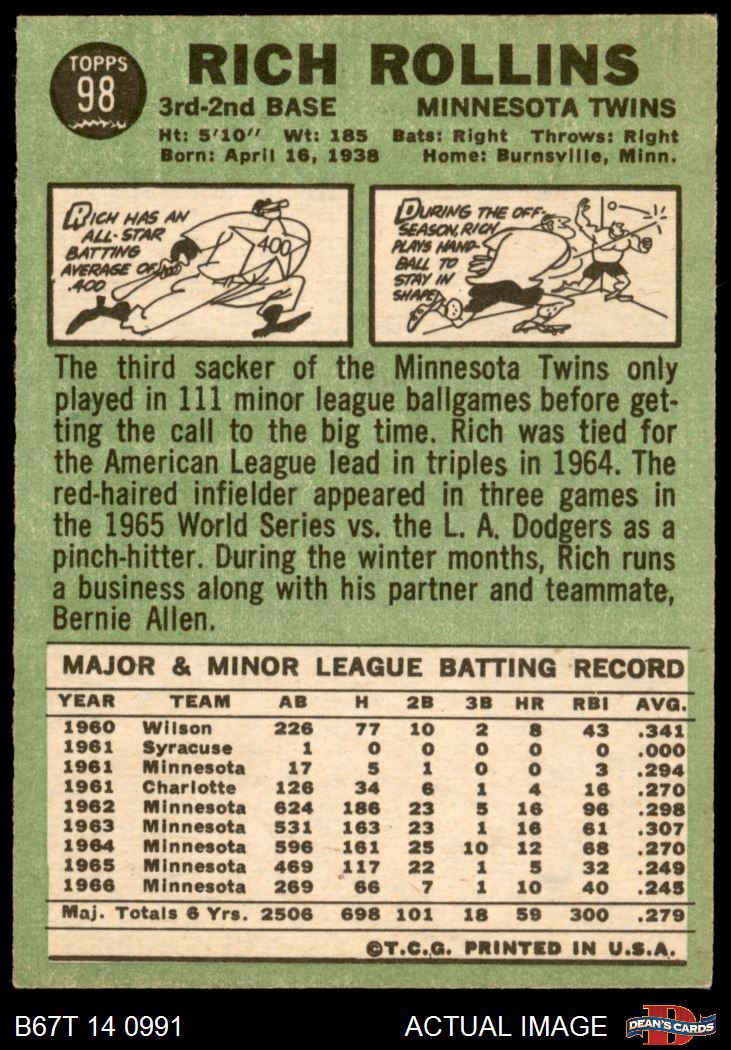 TOPPS
98
RICH ROLLINS
3rd-2nd BASE MINNESOTA TWINS
Ht: 5'10" Wt: 185 Bats: Right Throws: Right
Born: April 16, 1938 Home: Burnsville, Minn.
RICH HAS AN
ALL-STAR
BATTING
AVERAGE OF
.400
400
DURING THE OFF-
SEASON, RICH
PLAYS HAND-
BALL TO
STAY IN
SHAPE
The third sacker of the Minnesota Twins only
played in 111 minor league ballgames before get-
ting the call to the big time. Rich was tied for
the American League lead in triples in 1964. The
red-haired infielder appeared in three games in
the 1965 World Series vs. the L. A. Dodgers as a
pinch-hitter. During the winter months, Rich runs
a business along with his partner and teammate,
Bernie Allen.
MAJOR & MINOR LEAGUE BATTING RECORD
YEAR TEAM AB H 2B 3B HR RBI AVG.
1960 Wilson 226 77 10 2 8 43 .341
1961 Syracuse 1 0 0 0 0 0 .000
1961 Minnesota 17 5 1 0 0 3 .294
1961 Charlotte 126 34 6 1 4 16 .270
1962 Minnesota 624 186 23 5 16 96 .298
1963 Minnesota 531 163 23 1 16 61 .307
1964 Minnesota 596 161 25 10 12 68 .270
1965 Minnesota 469 117 22 1 5 32 .249
1966 Minnesota 269 66 7 1 10 40 .245
Maj. Totals 6 Yrs. 2506 698 101 18 59 300 .279
©T.C.G. PRINTED IN U.S.A.
B67T 14 0991 ACTUAL IMAGE
D
DEAN'S CARDS